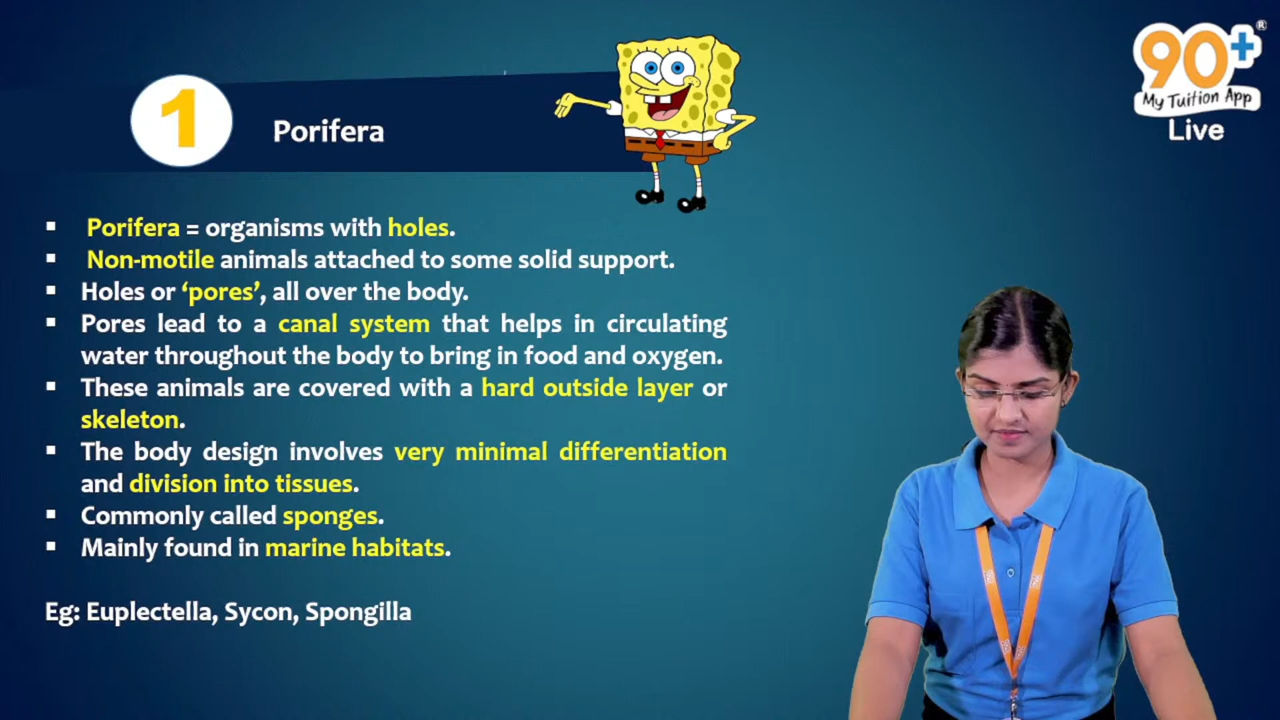 1
Porifera
90+®
My Tuition App
Live
▪ Porifera = organisms with holes.
▪ Non-motile animals attached to some solid support.
▪ Holes or ‘pores’, all over the body.
▪ Pores lead to a canal system that helps in circulating
water throughout the body to bring in food and oxygen.
▪ These animals are covered with a hard outside layer or
skeleton.
▪ The body design involves very minimal differentiation
and division into tissues.
▪ Commonly called sponges.
▪ Mainly found in marine habitats.
Eg: Euplectella, Sycon, Spongilla